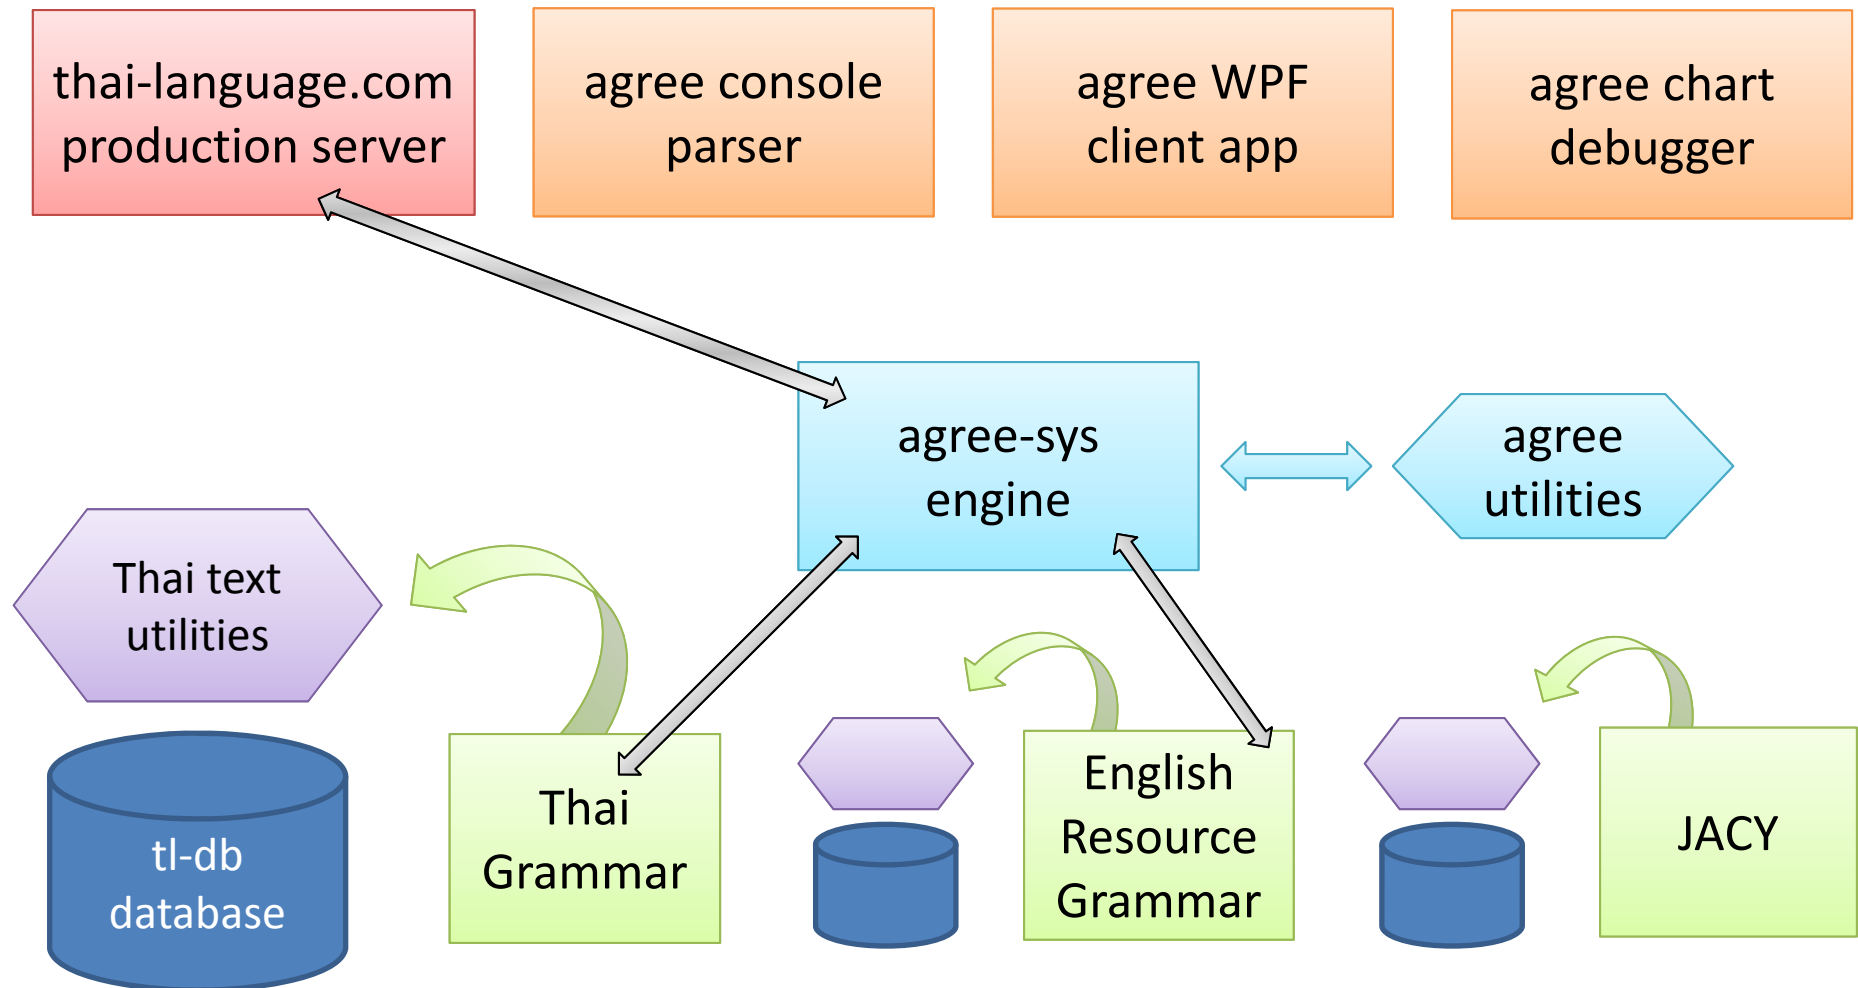 thai-language.com
production server
agree console
parser
agree WPF
client app
agree chart
debugger
agree-sys
engine
agree
utilities
Thai text
utilities
tl-db
database
Thai
Grammar
English
Resource
Grammar
JACY